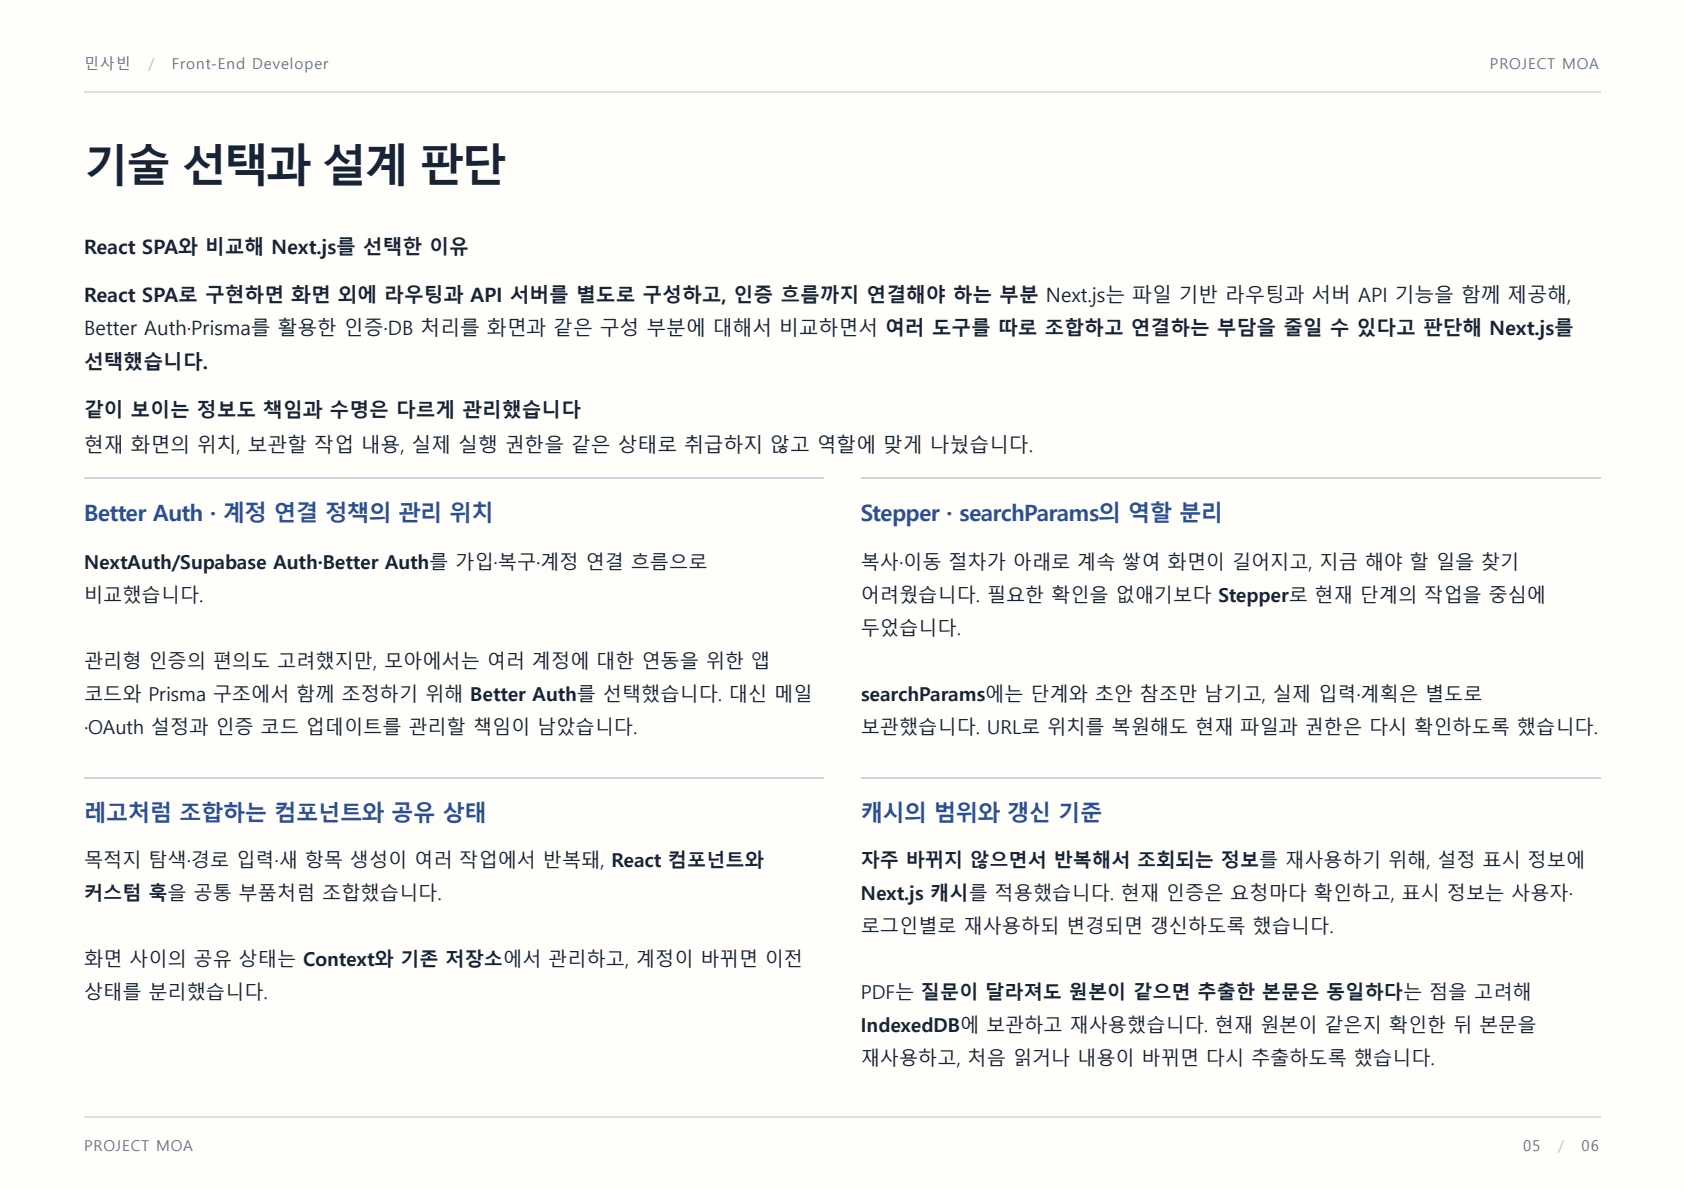 민사빈 / Front-End Developer
PROJECT MOA
기술 선택과 설계 판단
React SPA와 비교해 Next.js를 선택한 이유
React SPA로 구현하면 화면 외에 라우팅과 API 서버를 별도로 구성하고, 인증 흐름까지 연결해야 하는 부분 Next.js는 파일 기반 라우팅과 서버 API 기능을 함께 제공해,
Better Auth·Prisma를 활용한 인증·DB 처리를 화면과 같은 구성 부분에 대해서 비교하면서 여러 도구를 따로 조합하고 연결하는 부담을 줄일 수 있다고 판단해 Next.js를
선택했습니다.
같이 보이는 정보도 책임과 수명은 다르게 관리했습니다
현재 화면의 위치, 보관할 작업 내용, 실제 실행 권한을 같은 상태로 취급하지 않고 역할에 맞게 나눴습니다.
Better Auth · 계정 연결 정책의 관리 위치
NextAuth/Supabase Auth·Better Auth를 가입·복구·계정 연결 흐름으로
비교했습니다.
관리형 인증의 편의도 고려했지만, 모아에서는 여러 계정에 대한 연동을 위한 앱
코드와 Prisma 구조에서 함께 조정하기 위해 Better Auth를 선택했습니다. 대신 메일
·OAuth 설정과 인증 코드 업데이트를 관리할 책임이 남았습니다.
Stepper · searchParams의 역할 분리
복사·이동 절차가 아래로 계속 쌓여 화면이 길어지고, 지금 해야 할 일을 찾기
어려웠습니다. 필요한 확인을 없애기보다 Stepper로 현재 단계의 작업을 중심에
두었습니다.
searchParams에는 단계와 초안 참조만 남기고, 실제 입력·계획은 별도로
보관했습니다. URL로 위치를 복원해도 현재 파일과 권한은 다시 확인하도록 했습니다.
레고처럼 조합하는 컴포넌트와 공유 상태
목적지 탐색·경로 입력·새 항목 생성이 여러 작업에서 반복돼, React 컴포넌트와
커스텀 훅을 공통 부품처럼 조합했습니다.
화면 사이의 공유 상태는 Context와 기존 저장소에서 관리하고, 계정이 바뀌면 이전
상태를 분리했습니다.
캐시의 범위와 갱신 기준
자주 바뀌지 않으면서 반복해서 조회되는 정보를 재사용하기 위해, 설정 표시 정보에
Next.js 캐시를 적용했습니다. 현재 인증은 요청마다 확인하고, 표시 정보는 사용자·
로그인별로 재사용하되 변경되면 갱신하도록 했습니다.
PDF는 질문이 달라져도 원본이 같으면 추출한 본문은 동일하다는 점을 고려해
IndexedDB에 보관하고 재사용했습니다. 현재 원본이 같은지 확인한 뒤 본문을
재사용하고, 처음 읽거나 내용이 바뀌면 다시 추출하도록 했습니다.
PROJECT MOA
05 / 06